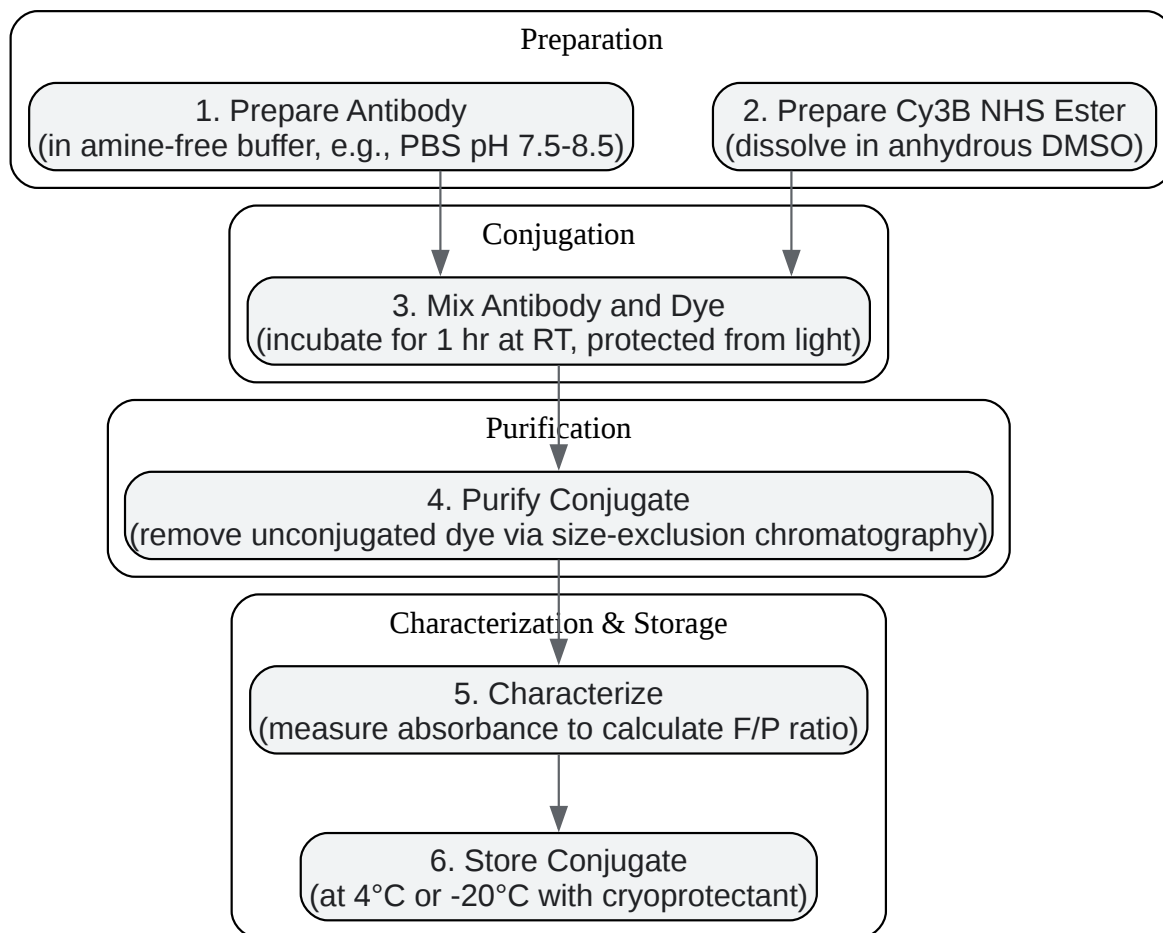 Preparation
1. Prepare Antibody
(in amine-free buffer, e.g., PBS pH 7.5-8.5)
2. Prepare Cy3B NHS Ester
(dissolve in anhydrous DMSO)
Conjugation
3. Mix Antibody and Dye
(incubate for 1 hr at RT, protected from light)
Purification
4. Purify Conjugate
(remove unconjugated dye via size-exclusion chromatography)
Characterization & Storage
5. Characterize
(measure absorbance to calculate F/P ratio)
6. Store Conjugate
(at 4°C or -20°C with cryoprotectant)